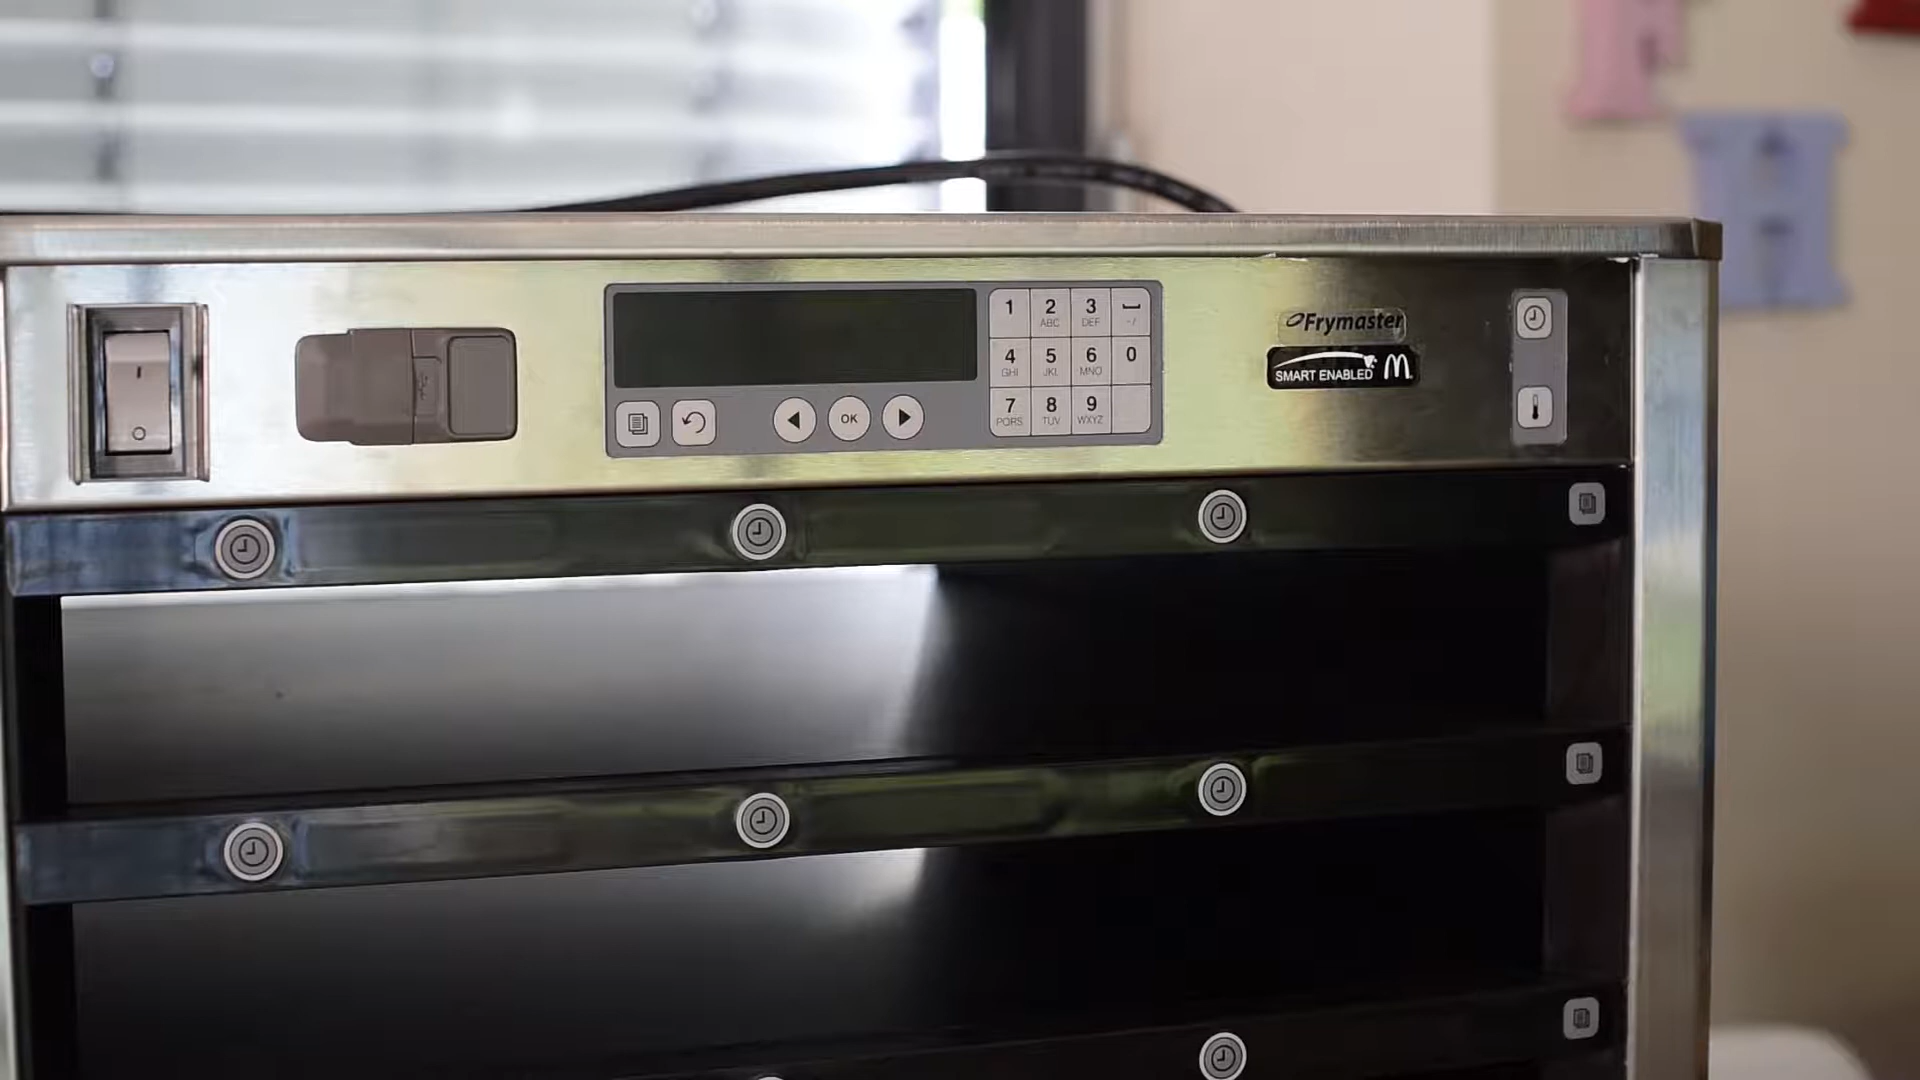 1
2
ABC
3
DEF
- /
4
GHI
5
JKL
6
MNO
0
7
PQRS
8
TUV
9
WXYZ
OK
Frymaster
SMART ENABLED M